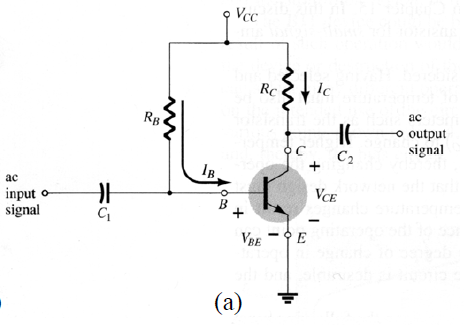 V_CC
R_C
I_C
R_B
ac
output
signal
I_B
C
+
C_2
ac
input
signal
C_1
B
+
V_CE
V_BE
−
E
−
(a)